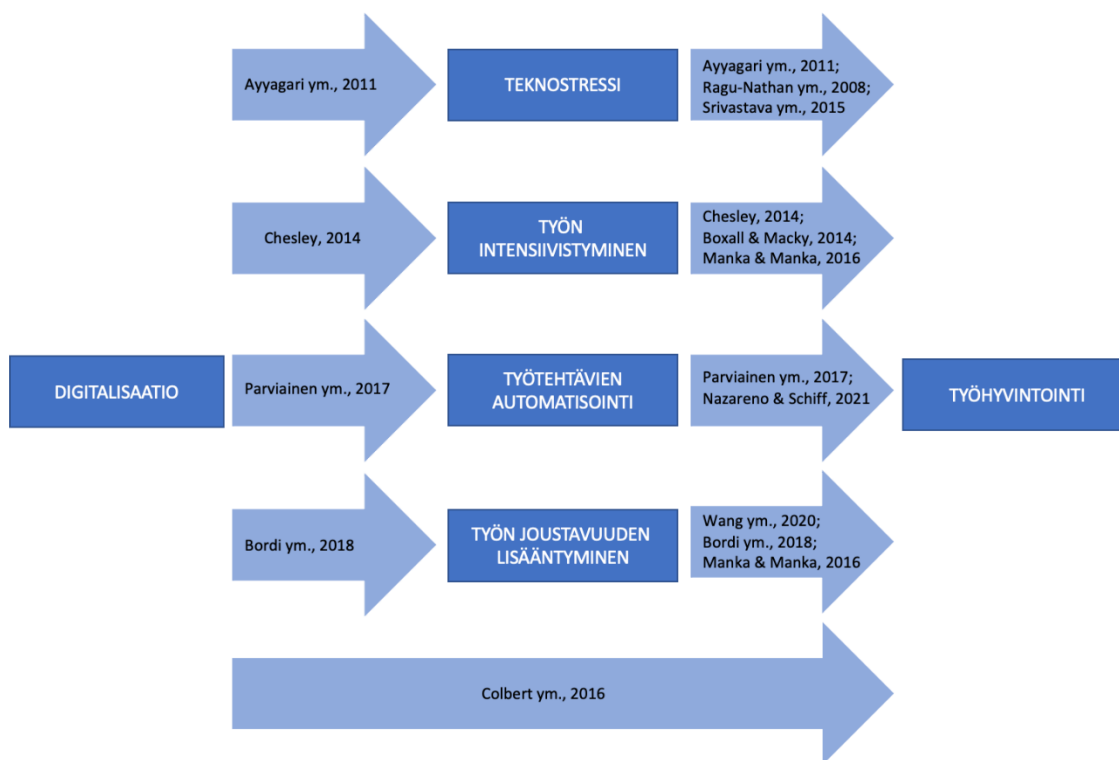 Ayyagari ym., 2011
TEKNOSTRESSI
Ayyagari ym., 2011;
Ragu-Nathan ym., 2008;
Srivastava ym., 2015
Chesley, 2014
TYÖN
INTENSIIVISTYMINEN
Chesley, 2014;
Boxall & Macky, 2014;
Manka & Manka, 2016
DIGITALISAATIO
Parviainen ym., 2017
TYÖTEHTÄVIEN
AUTOMATISOINTI
Parviainen ym., 2017;
Nazareno & Schiff, 2021
TYÖHYVINTOINTI
Bordi ym., 2018
TYÖN JOUSTAVUUDEN
LISÄÄNTYMINEN
Wang ym., 2020;
Bordi ym., 2018;
Manka & Manka, 2016
Colbert ym., 2016